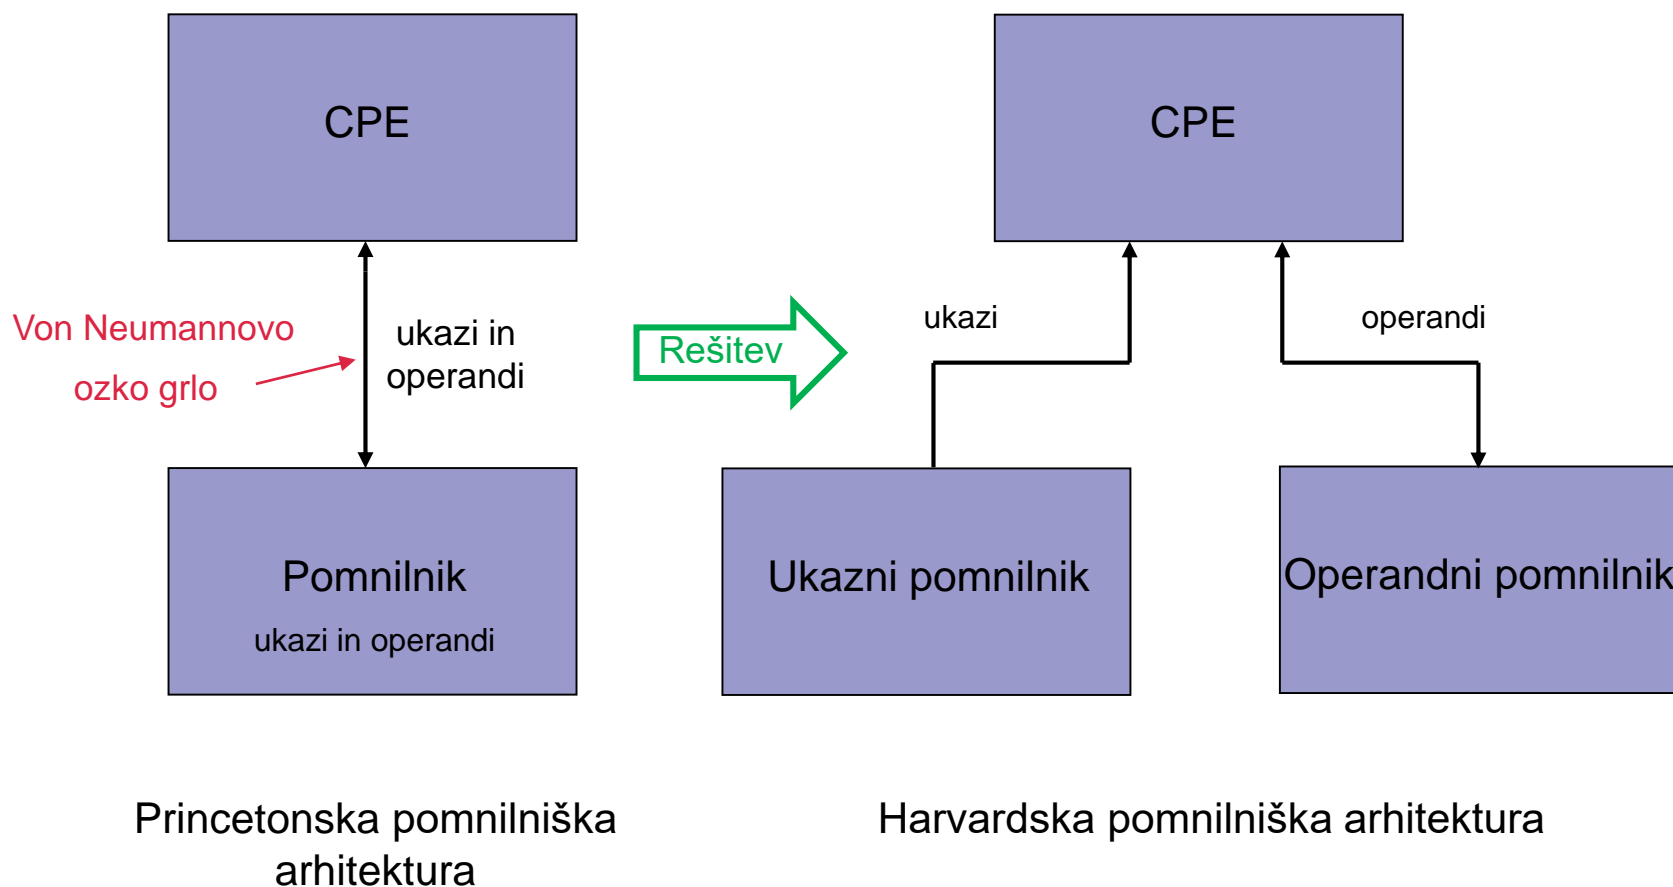 CPE
CPE
Von Neumannovo
ozko grlo
ukazi in
operandi
Rešitev
ukazi
operandi
Pomnilnik
ukazi in operandi
Ukazni pomnilnik
Operandni pomnilnik
Princetonska pomnilniška
arhitektura
Harvardska pomnilniška arhitektura